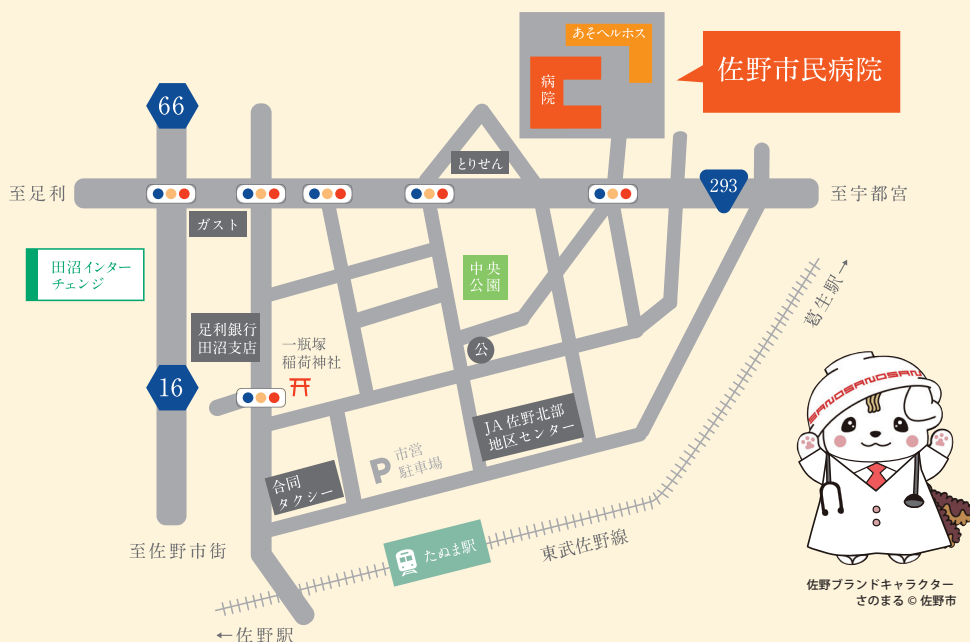 あそヘルホス
病院
佐野市民病院
66
とりせん
至足利
293
至宇都宮
ガスト
田沼インター
チェンジ
中央
公園
葛生駅→
足利銀行
田沼支店
一瓶塚
稲荷神社
公
16
SANOSANOSAN
JA 佐野北部
地区センター
市営
駐車場
P
合同
タクシー
至佐野市街
たぬま駅
東武佐野線
佐野ブランドキャラクター
さのまる © 佐野市
←佐野駅